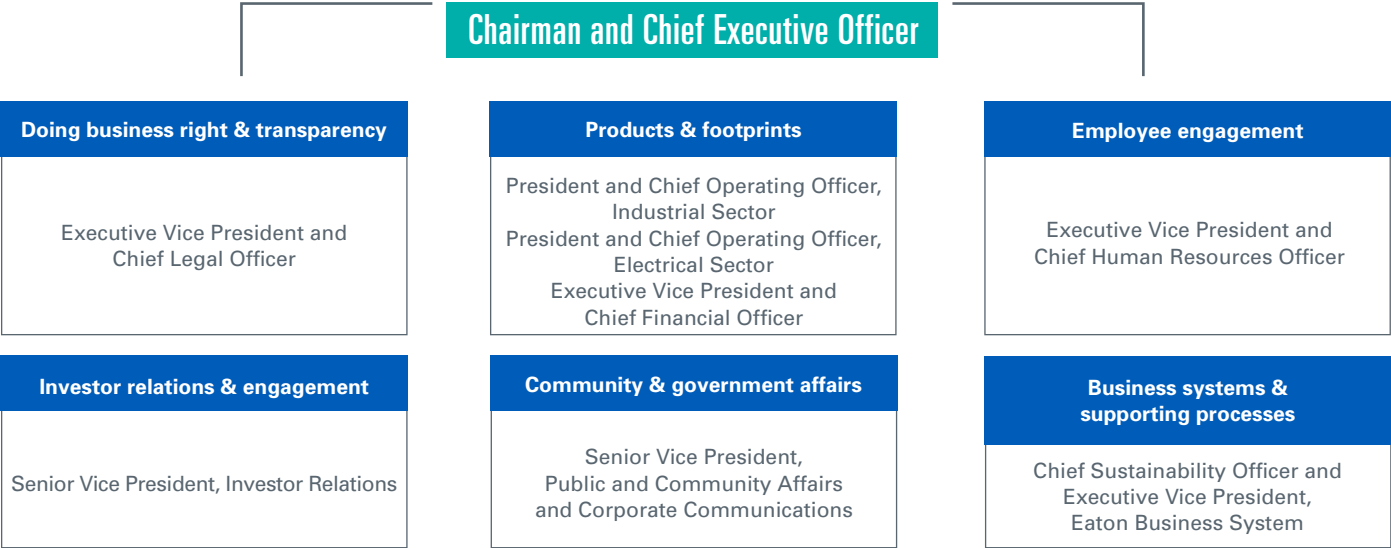 Chairman and Chief Executive Officer
Doing business right & transparency
Executive Vice President and
Chief Legal Officer
Products & footprints
President and Chief Operating Officer,
Industrial Sector
President and Chief Operating Officer,
Electrical Sector
Executive Vice President and
Chief Financial Officer
Employee engagement
Executive Vice President and
Chief Human Resources Officer
Investor relations & engagement
Senior Vice President, Investor Relations
Community & government affairs
Senior Vice President,
Public and Community Affairs
and Corporate Communications
Business systems &
supporting processes
Chief Sustainability Officer and
Executive Vice President,
Eaton Business System